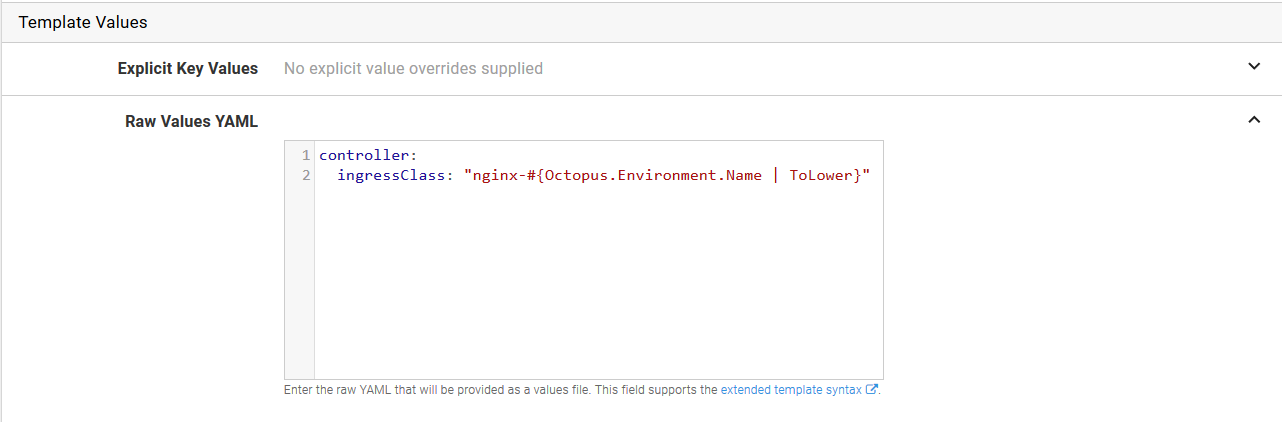 Template Values
Explicit Key Values No explicit value overrides supplied
Raw Values YAML
1 controller:
2   ingressClass: "nginx-#{Octopus.Environment.Name | ToLower}"
Enter the raw YAML that will be provided as a values file. This field supports the extended template syntax.